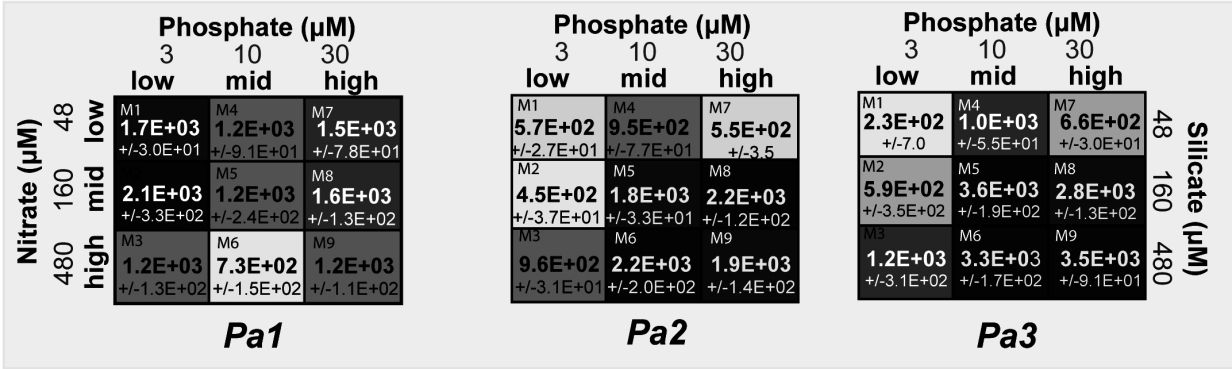 Phosphate (µM)
3 10 30
low mid high
Nitrate (µM)
48 low
160 mid
480 high
M1 M4 M7
1.7E+03 1.2E+03 1.5E+03
+/-3.0E+01 +/-9.1E+01 +/-7.8E+01
M2 M5 M8
2.1E+03 1.2E+03 1.6E+03
+/-3.3E+02 +/-2.4E+02 +/-1.3E+02
M3 M6 M9
1.2E+03 7.3E+02 1.2E+03
+/-1.3E+02 +/-1.5E+02 +/-1.1E+02
Pa1
Phosphate (µM)
3 10 30
low mid high
M1 M4 M7
5.7E+02 9.5E+02 5.5E+02
+/-2.7E+01 +/-7.7E+01 +/-3.5
M2 M5 M8
4.5E+02 1.8E+03 2.2E+03
+/-3.7E+01 +/-3.3E+01 +/-1.2E+02
M3 M6 M9
9.6E+02 2.2E+03 1.9E+03
+/-3.1E+01 +/-2.0E+02 +/-1.4E+02
Pa2
Phosphate (µM)
3 10 30
low mid high
M1 M4 M7
2.3E+02 1.0E+03 6.6E+02
+/-7.0 +/-5.5E+01 +/-3.0E+01
M2 M5 M8
5.9E+02 3.6E+03 2.8E+03
+/-3.5E+02 +/-1.9E+02 +/-1.3E+02
M3 M6 M9
1.2E+03 3.3E+03 3.5E+03
+/-3.1E+02 +/-1.7E+02 +/-9.1E+01
Pa3
48
160
480
Silicate (µM)